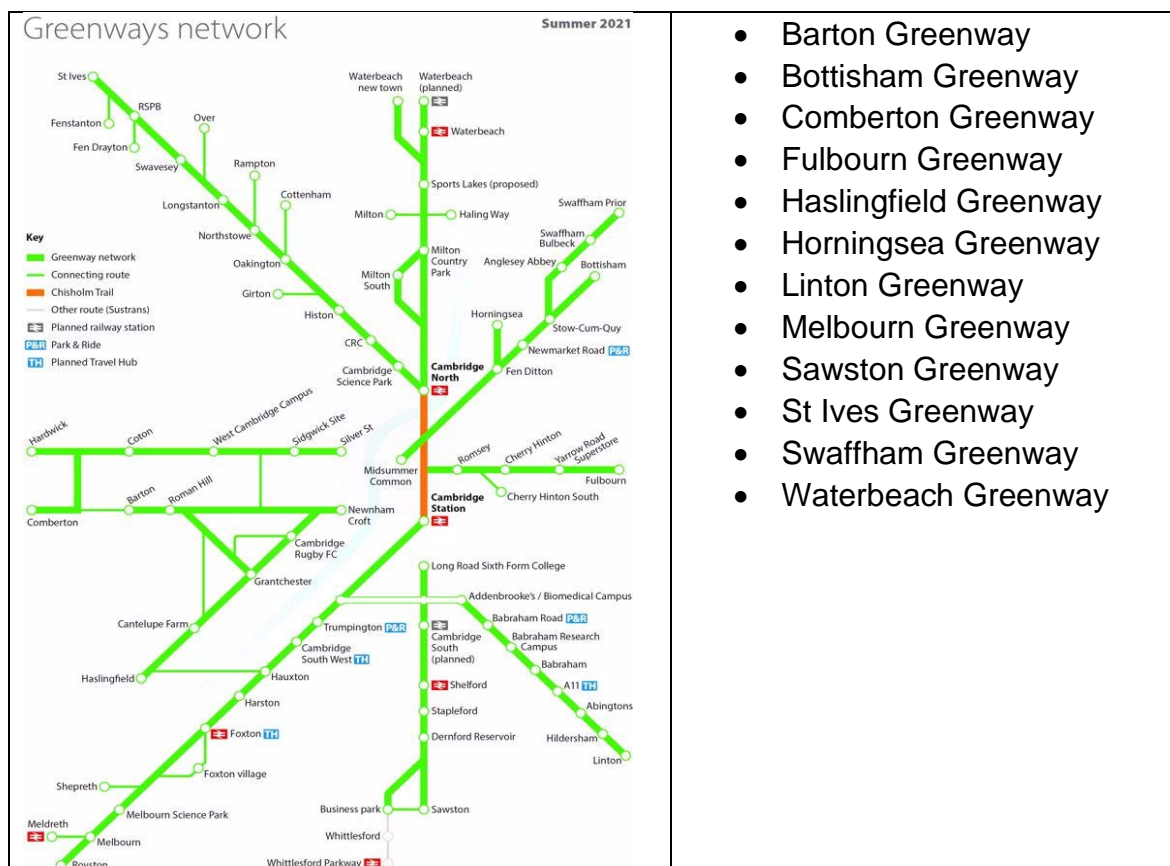 Greenways network
Summer 2021
St Ives
RSPB
Fenstanton
Fen Drayton
Over
Swavesey
Rampton
Longstanton
Cottenham
Northstowe
Oakington
Girton
Histon
CRC
Cambridge
Science Park
Waterbeach
new town
Waterbeach
(planned)
Waterbeach
Sports Lakes (proposed)
Milton
Haling Way
Milton
Country
Park
Milton
South
Cambridge
North
Swaffham Prior
Swaffham
Bulbeck
Anglesey Abbey
Bottisham
Horningsea
Stow-Cum-Quy
Newmarket Road P&R
Fen Ditton
Key
Greenway network
Connecting route
Chisholm Trail
Other route (Sustrans)
Planned railway station
P&R Park & Ride
TH Planned Travel Hub
Hardwick
Coton
West Cambridge Campus
Sidgwick Site
Silver St
Midsummer
Common
Romsey
Cherry Hinton
Yarrow Road
Superstore
Fulbourn
Cherry Hinton South
Cambridge
Station
Comberton
Barton
Roman Hill
Newnham
Croft
Cambridge
Rugby FC
Grantchester
Cantelupe Farm
Haslingfield
Long Road Sixth Form College
Addenbrooke's / Biomedical Campus
Trumpington P&R
Cambridge
South West TH
Hauxton
Harston
Foxton TH
Foxton village
Shepreth
Melbourn Science Park
Meldreth
Melbourn
Royston
Cambridge
South
(planned)
Shelford
Stapleford
Dernford Reservoir
Business park
Sawston
Whittlesford
Whittlesford Parkway
Babraham Road P&R
Babraham Research
Campus
Babraham
A11 TH
Abingtons
Hildersham
Linton
• Barton Greenway
• Bottisham Greenway
• Comberton Greenway
• Fulbourn Greenway
• Haslingfield Greenway
• Horningsea Greenway
• Linton Greenway
• Melbourn Greenway
• Sawston Greenway
• St Ives Greenway
• Swaffham Greenway
• Waterbeach Greenway